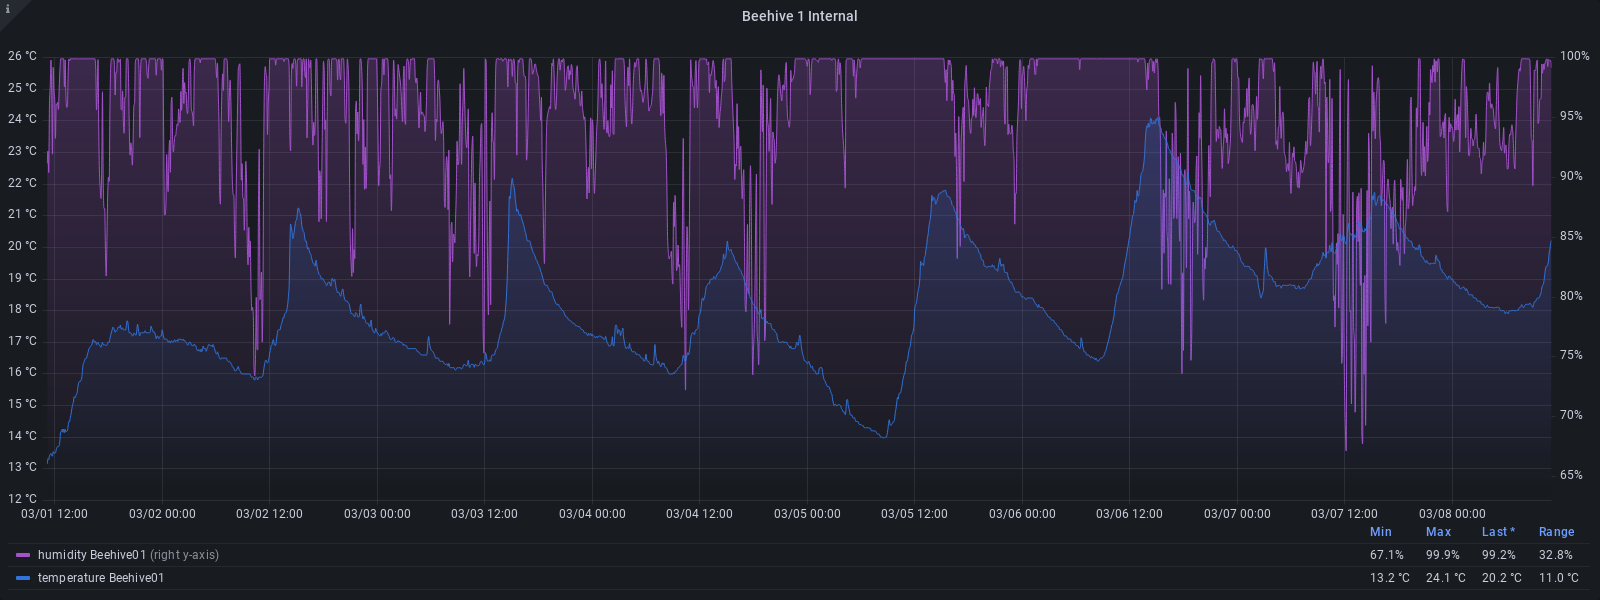 i
Beehive 1 Internal
26 °C 100%
25 °C
24 °C 95%
23 °C
22 °C 90%
21 °C
20 °C 85%
19 °C
18 °C 80%
17 °C
16 °C 75%
15 °C
14 °C 70%
13 °C 65%
12 °C
03/01 12:00 03/02 00:00 03/02 12:00 03/03 00:00 03/03 12:00 03/04 00:00 03/04 12:00 03/05 00:00 03/05 12:00 03/06 00:00 03/06 12:00 03/07 00:00 03/07 12:00 03/08 00:00
Min Max Last * Range
humidity Beehive01 (right y-axis) 67.1% 99.9% 99.2% 32.8%
temperature Beehive01 13.2 °C 24.1 °C 20.2 °C 11.0 °C